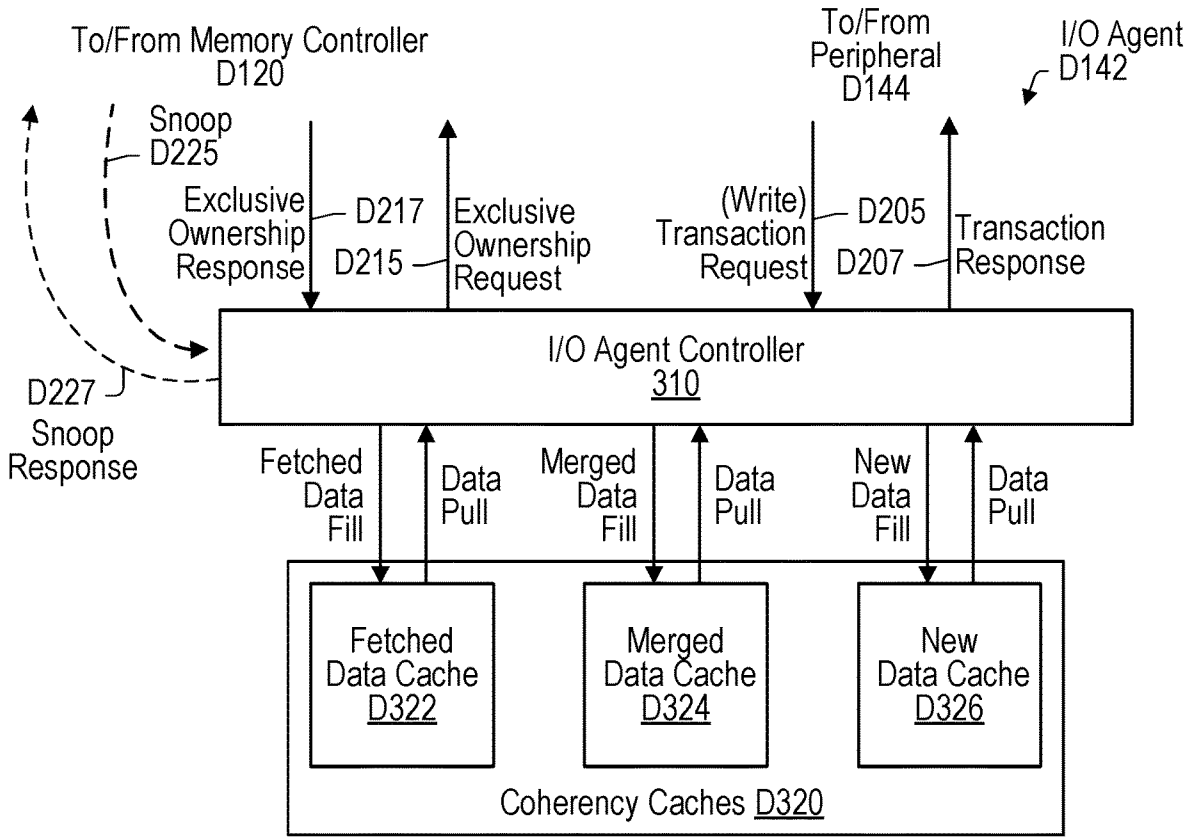 To/From Memory Controller
D120
To/From
Peripheral
D144
I/O Agent
D142
Snoop
D225
Exclusive
Ownership
Response
D217
D215
Exclusive
Ownership
Request
(Write)
Transaction
Request
D205
D207
Transaction
Response
I/O Agent Controller
310
D227
Snoop
Response
Fetched
Data
Fill
Data
Pull
Merged
Data
Fill
Data
Pull
New
Data
Fill
Data
Pull
Fetched
Data Cache
D322
Merged
Data Cache
D324
New
Data Cache
D326
Coherency Caches D320